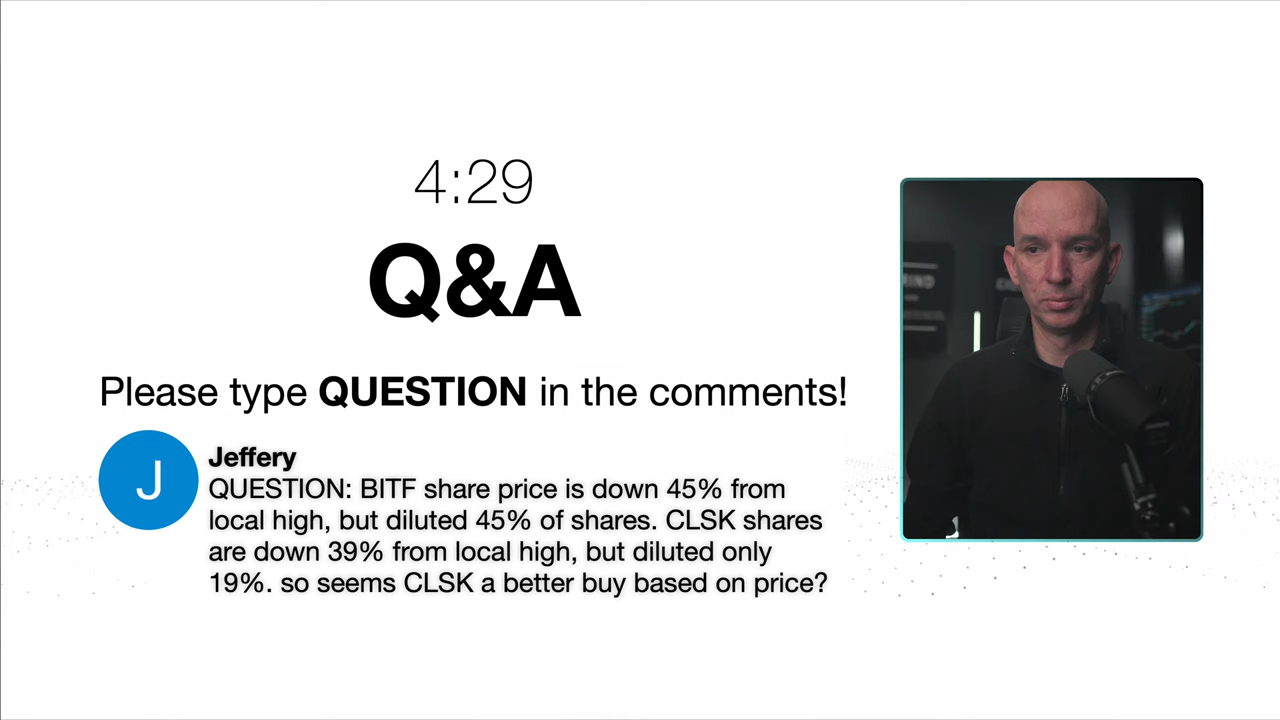 4:29
Q&A
Please type QUESTION in the comments!
J
Jeffery
QUESTION: BITF share price is down 45% from
local high, but diluted 45% of shares. CLSK shares
are down 39% from local high, but diluted only
19%. so seems CLSK a better buy based on price?